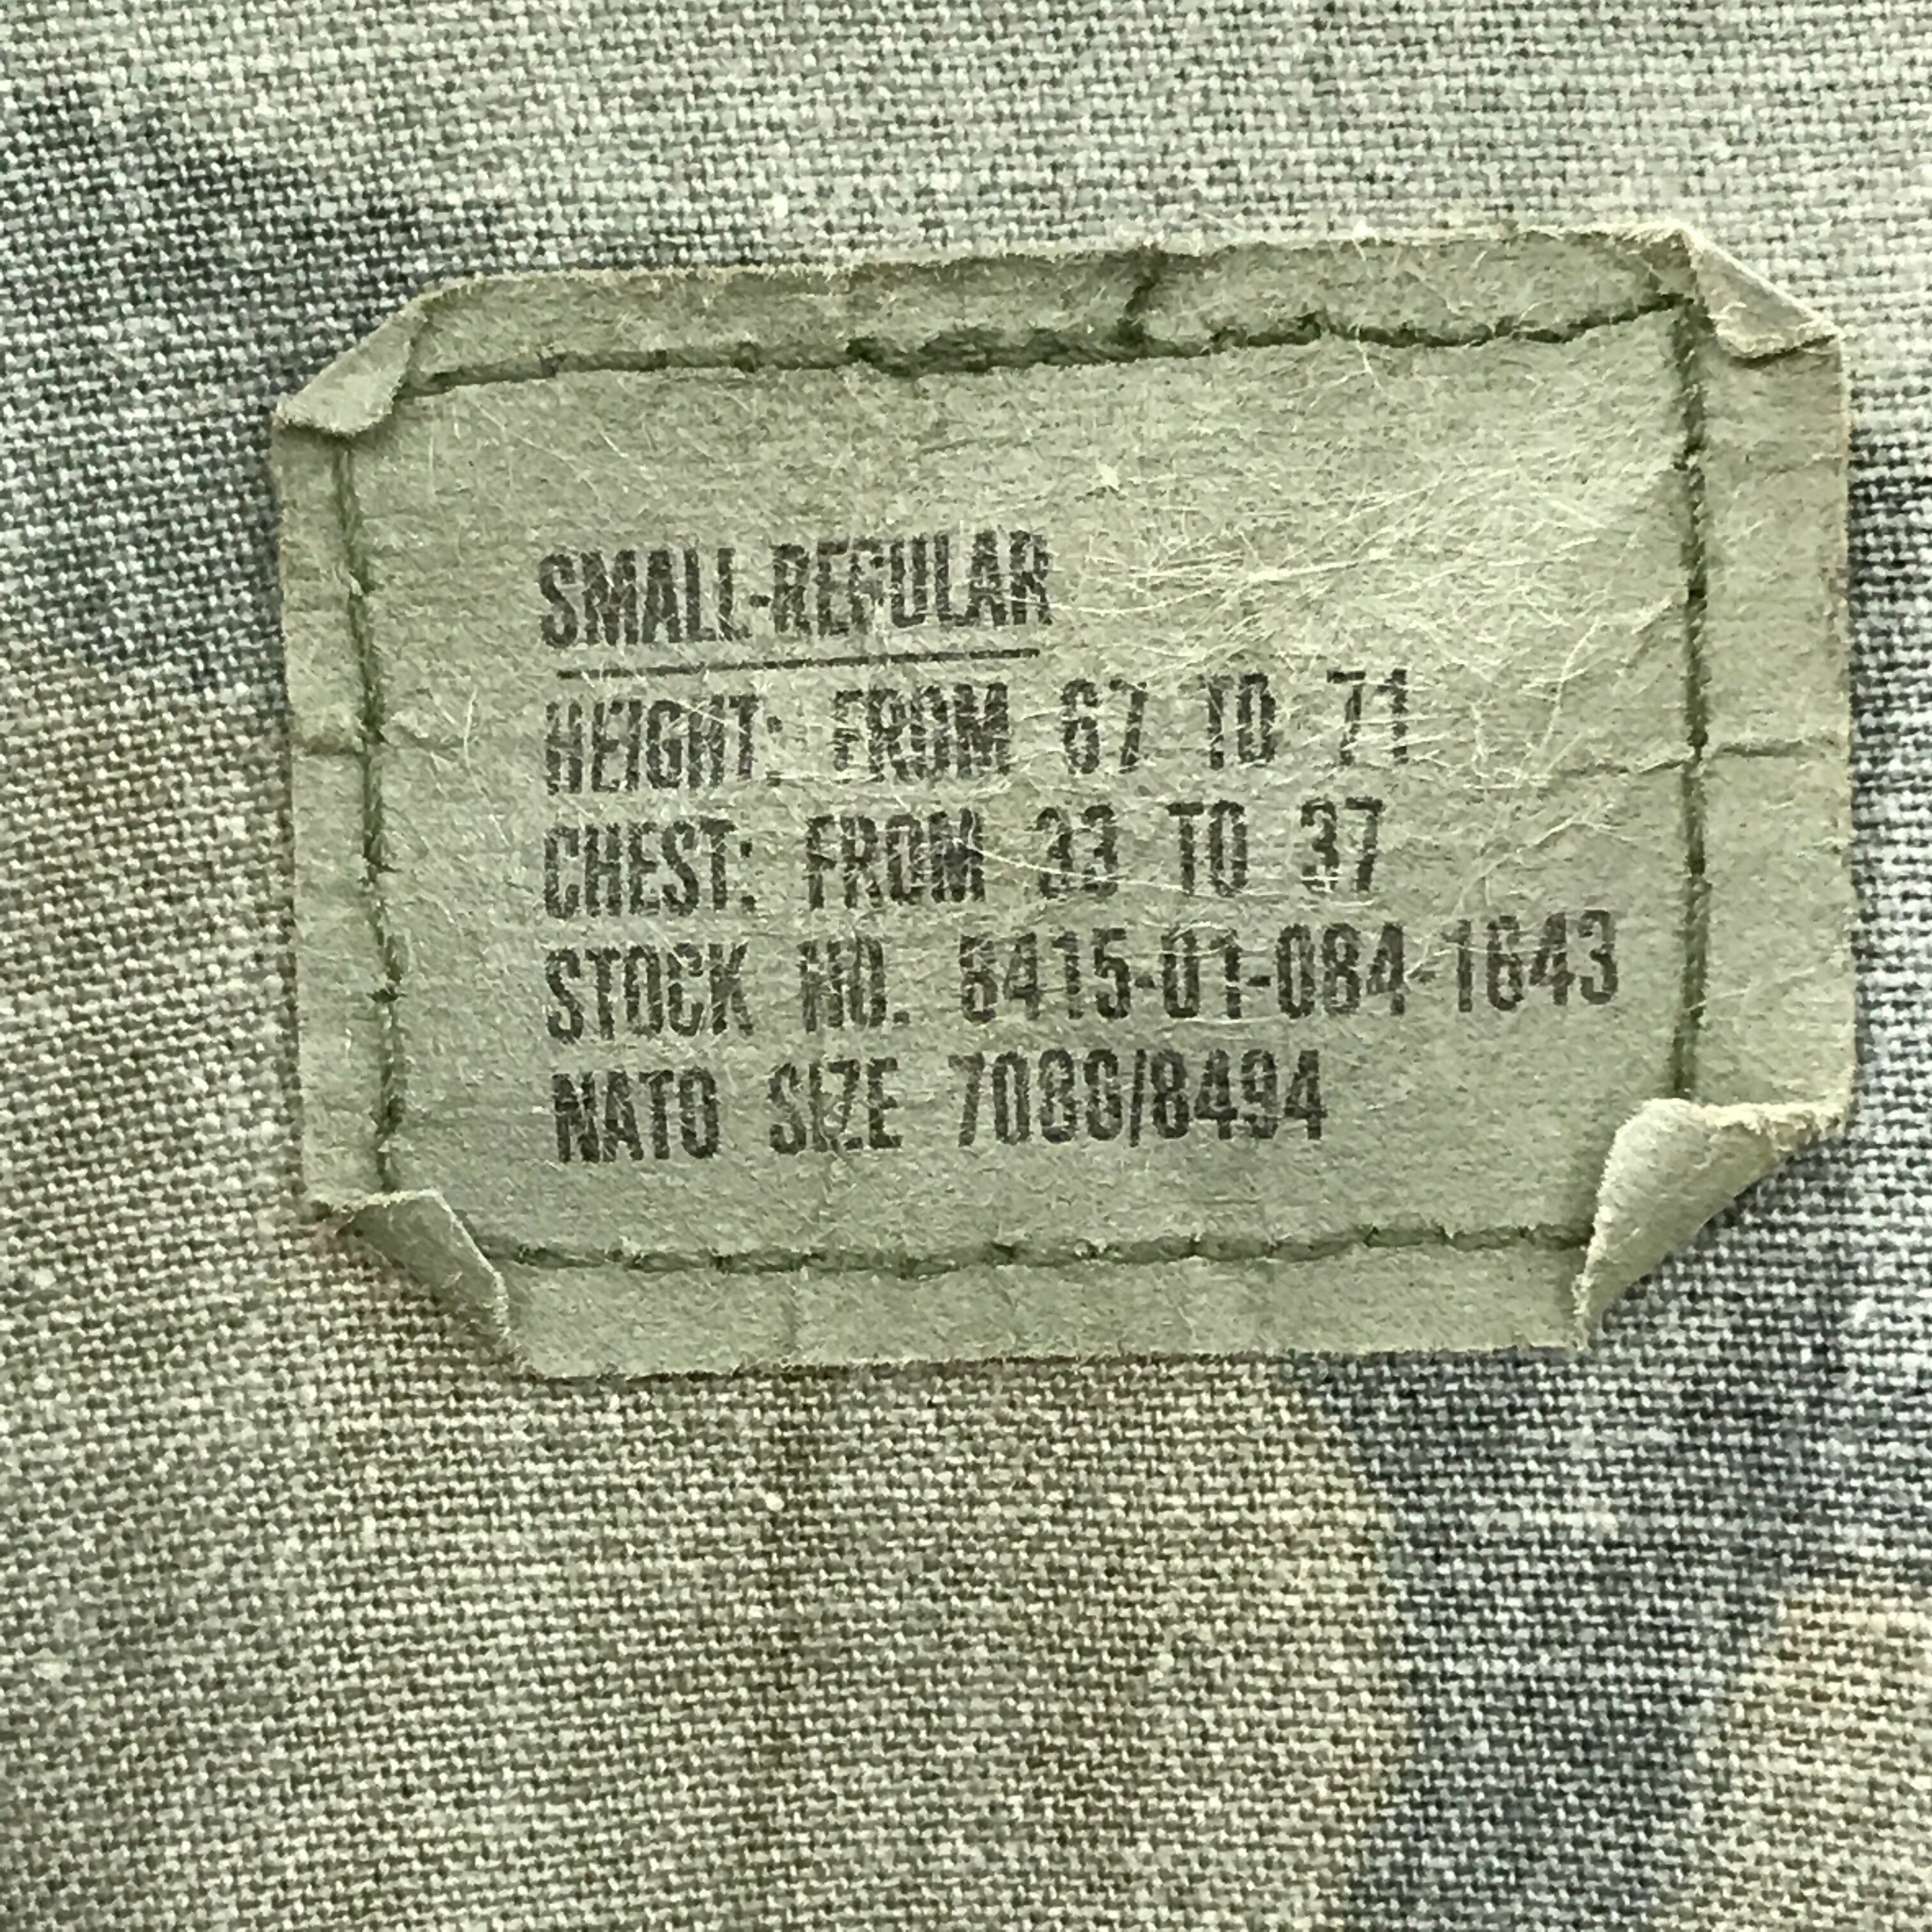 SMALL-REGULAR
HEIGHT: FROM 67 TO 71
CHEST: FROM 33 TO 37
STOCK NO. 8415-01-084-1643
NATO SIZE 7080/8494